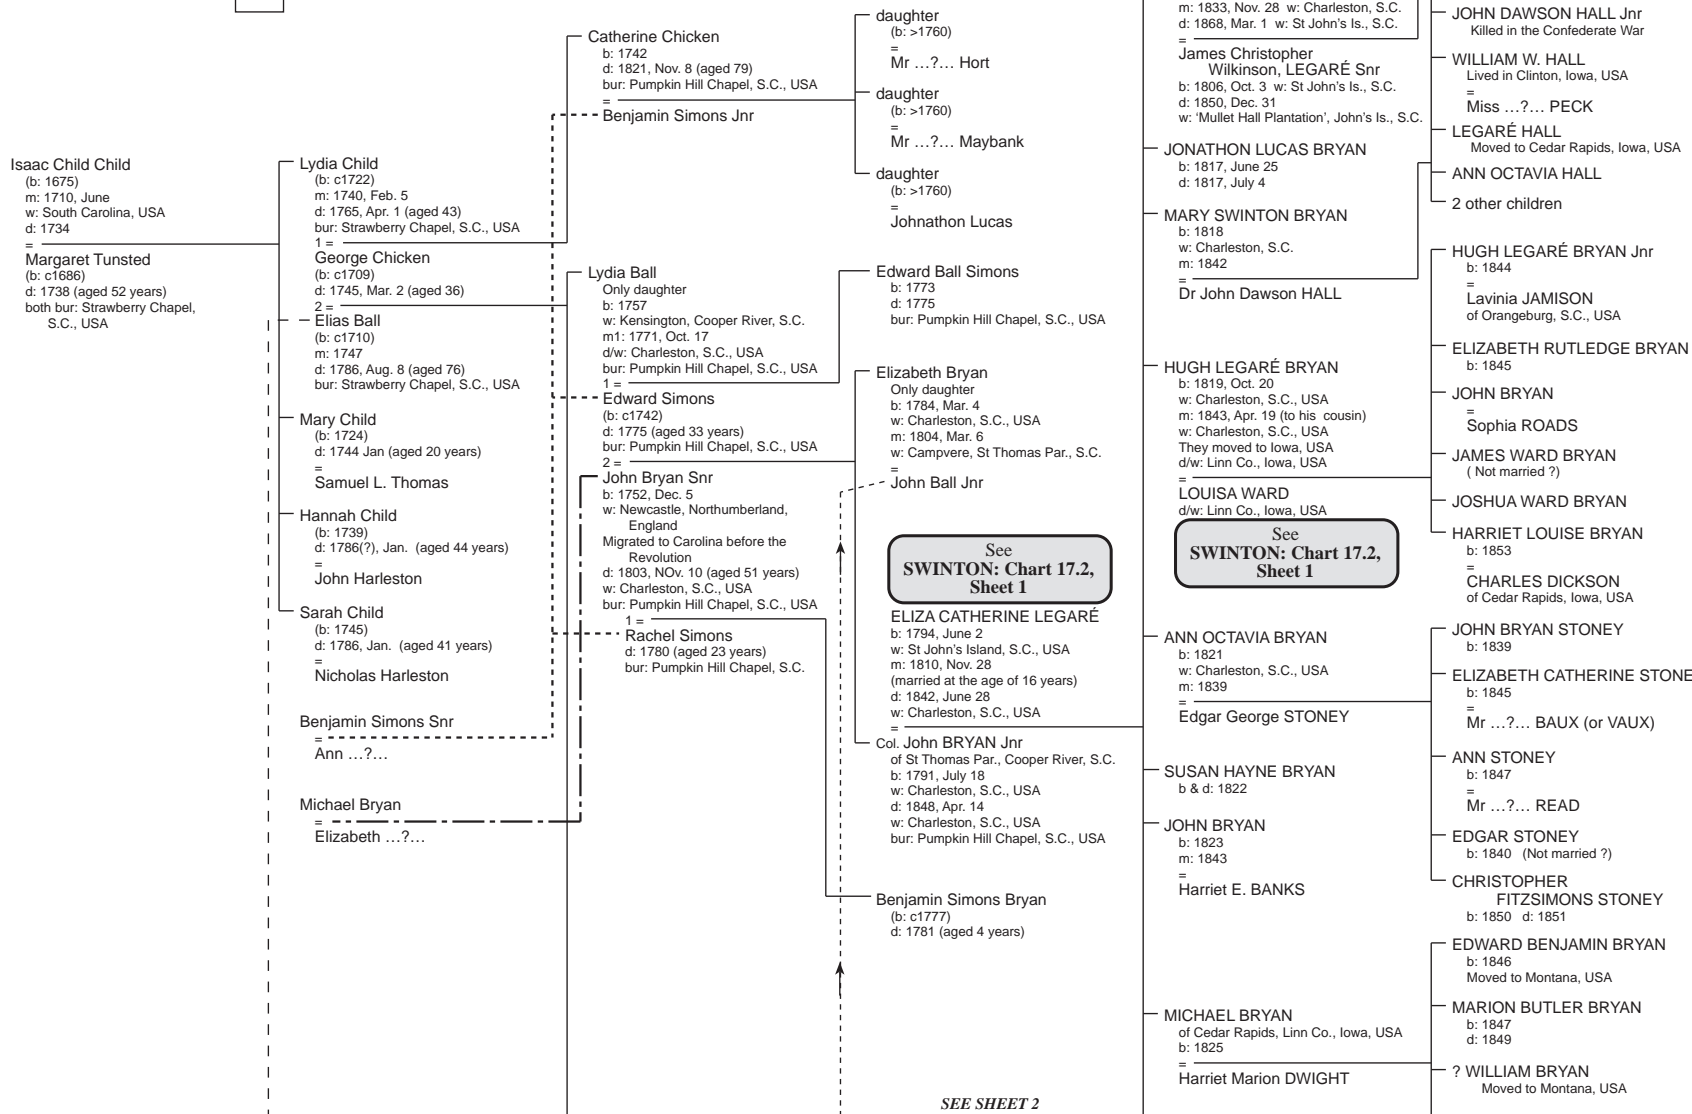 Isaac Child Child
(b: 1675)
m: 1710, June
w: South Carolina, USA
d: 1734
=
Margaret Tunsted
(b: c1686)
d: 1738 (aged 52 years)
both bur: Strawberry Chapel,
S.C., USA
Lydia Child
(b: c1722)
m: 1740, Feb. 5
d: 1765, Apr. 1 (aged 43)
bur: Strawberry Chapel, S.C., USA
1 =
George Chicken
(b: c1709)
d: 1745, Mar. 2 (aged 36)
2 =
Elias Ball
(b: c1710)
m: 1747
d: 1786, Aug. 8 (aged 76)
bur: Strawberry Chapel, S.C., USA
Mary Child
(b: 1724)
d: 1744 Jan (aged 20 years)
=
Samuel L. Thomas
Hannah Child
(b: 1739)
d: 1786(?), Jan. (aged 44 years)
=
John Harleston
Sarah Child
(b: 1745)
d: 1786, Jan. (aged 41 years)
=
Nicholas Harleston
Benjamin Simons Snr
=
Ann ...?...
Michael Bryan
=
Elizabeth ...?...
Catherine Chicken
b: 1742
d: 1821, Nov. 8 (aged 79)
bur: Pumpkin Hill Chapel, S.C., USA
=
Benjamin Simons Jnr
Lydia Ball
Only daughter
b: 1757
w: Kensington, Cooper River, S.C.
m1: 1771, Oct. 17
d/w: Charleston, S.C., USA
bur: Pumpkin Hill Chapel, S.C., USA
1 =
Edward Simons
(b: c1742)
d: 1775 (aged 33 years)
bur: Pumpkin Hill Chapel, S.C., USA
2 =
John Bryan Snr
b: 1752, Dec. 5
w: Newcastle, Northumberland,
England
Migrated to Carolina before the
Revolution
d: 1803, NOv. 10 (aged 51 years)
w: Charleston, S.C., USA
bur: Pumpkin Hill Chapel, S.C., USA
1 =
Rachel Simons
d: 1780 (aged 23 years)
bur: Pumpkin Hill Chapel, S.C.
daughter
(b: >1760)
=
Mr ...?... Hort
daughter
(b: >1760)
=
Mr ...?... Maybank
daughter
(b: >1760)
=
Johnathon Lucas
Edward Ball Simons
b: 1773
d: 1775
bur: Pumpkin Hill Chapel, S.C., USA
Elizabeth Bryan
Only daughter
b: 1784, Mar. 4
w: Charleston, S.C., USA
m: 1804, Mar. 6
w: Campvere, St Thomas Par., S.C.
=
John Ball Jnr
See
SWINTON: Chart 17.2,
Sheet 1
ELIZA CATHERINE LEGARÉ
b: 1794, June 2
w: St John's Island, S.C., USA
m: 1810, Nov. 28
(married at the age of 16 years)
d: 1842, June 28
w: Charleston, S.C., USA
=
Col. John BRYAN Jnr
of St Thomas Par., Cooper River, S.C.
b: 1791, July 18
w: Charleston, S.C., USA
d: 1848, Apr. 14
w: Charleston, S.C., USA
bur: Pumpkin Hill Chapel, S.C., USA
Benjamin Simons Bryan
(b: c1777)
d: 1781 (aged 4 years)
SEE SHEET 2
m: 1833, Nov. 28 w: Charleston, S.C.
d: 1868, Mar. 1 w: St John's Is., S.C.
=
James Christopher
Wilkinson, LEGARÉ Snr
b: 1806, Oct. 3 w: St John's Is., S.C.
d: 1850, Dec. 31
w: 'Mullet Hall Plantation', John's Is., S.C.
JONATHON LUCAS BRYAN
b: 1817, June 25
d: 1817, July 4
MARY SWINTON BRYAN
b: 1818
w: Charleston, S.C.
m: 1842
=
Dr John Dawson HALL
HUGH LEGARÉ BRYAN
b: 1819, Oct. 20
w: Charleston, S.C., USA
m: 1843, Apr. 19 (to his cousin)
w: Charleston, S.C., USA
They moved to Iowa, USA
d/w: Linn Co., Iowa, USA
=
LOUISA WARD
d/w: Linn Co., Iowa, USA
See
SWINTON: Chart 17.2,
Sheet 1
ANN OCTAVIA BRYAN
b: 1821
w: Charleston, S.C., USA
m: 1839
=
Edgar George STONEY
SUSAN HAYNE BRYAN
b & d: 1822
JOHN BRYAN
b: 1823
m: 1843
=
Harriet E. BANKS
MICHAEL BRYAN
of Cedar Rapids, Linn Co., Iowa, USA
b: 1825
=
Harriet Marion DWIGHT
JOHN DAWSON HALL Jnr
Killed in the Confederate War
WILLIAM W. HALL
Lived in Clinton, Iowa, USA
=
Miss ...?... PECK
LEGARÉ HALL
Moved to Cedar Rapids, Iowa, USA
ANN OCTAVIA HALL
2 other children
HUGH LEGARÉ BRYAN Jnr
b: 1844
=
Lavinia JAMISON
of Orangeburg, S.C., USA
ELIZABETH RUTLEDGE BRYAN
b: 1845
JOHN BRYAN
=
Sophia ROADS
JAMES WARD BRYAN
( Not married ?)
JOSHUA WARD BRYAN
HARRIET LOUISE BRYAN
b: 1853
=
CHARLES DICKSON
of Cedar Rapids, Iowa, USA
JOHN BRYAN STONEY
b: 1839
ELIZABETH CATHERINE STONE
b: 1845
=
Mr ...?... BAUX (or VAUX)
ANN STONEY
b: 1847
=
Mr ...?... READ
EDGAR STONEY
b: 1840 (Not married ?)
CHRISTOPHER
FITZSIMONS STONEY
b: 1850 d: 1851
EDWARD BENJAMIN BRYAN
b: 1846
Moved to Montana, USA
MARION BUTLER BRYAN
b: 1847
d: 1849
? WILLIAM BRYAN
Moved to Montana, USA